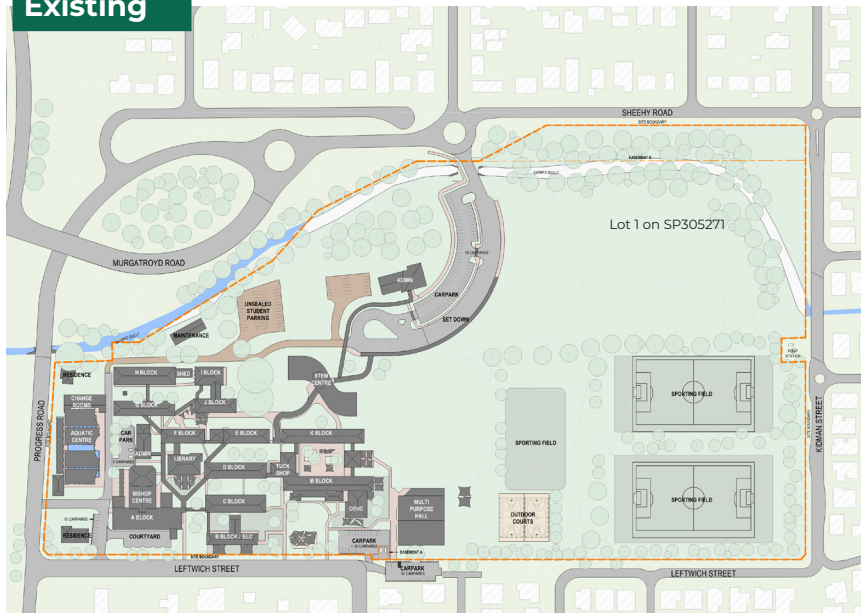 Existing
SHEEHY ROAD
SITE BOUNDARY
EASEMENT B
Lot 1 on SP305271
MURGATROYD ROAD
ADMIN
CARPARK
SET DOWN
UNSEALED
STUDENT
PARKING
MAINTENANCE
PUMP
STATION
RESIDENCE
H BLOCK
SHED
I BLOCK
STEM
CENTRE
CHANGE
ROOMS
J BLOCK
SPORTING FIELD
PROGRESS ROAD
AQUATIC
CENTRE
CAR
PARK
F BLOCK
E BLOCK
K BLOCK
SITE BOUNDARY
KIDMAN STREET
ADMIN
LIBRARY
D BLOCK
TUCK
SHOP
SPORTING FIELD
BISHOP
CENTRE
M BLOCK
SPORTING FIELD
C BLOCK
OSHC
MULTI
PURPOSE
HALL
OUTDOOR
COURTS
A BLOCK
RESIDENCE
COURTYARD
B BLOCK / ELC
CARPARK
SITE BOUNDARY
EASEMENT A
LEFTWICH STREET
CARPARK
LEFTWICH STREET